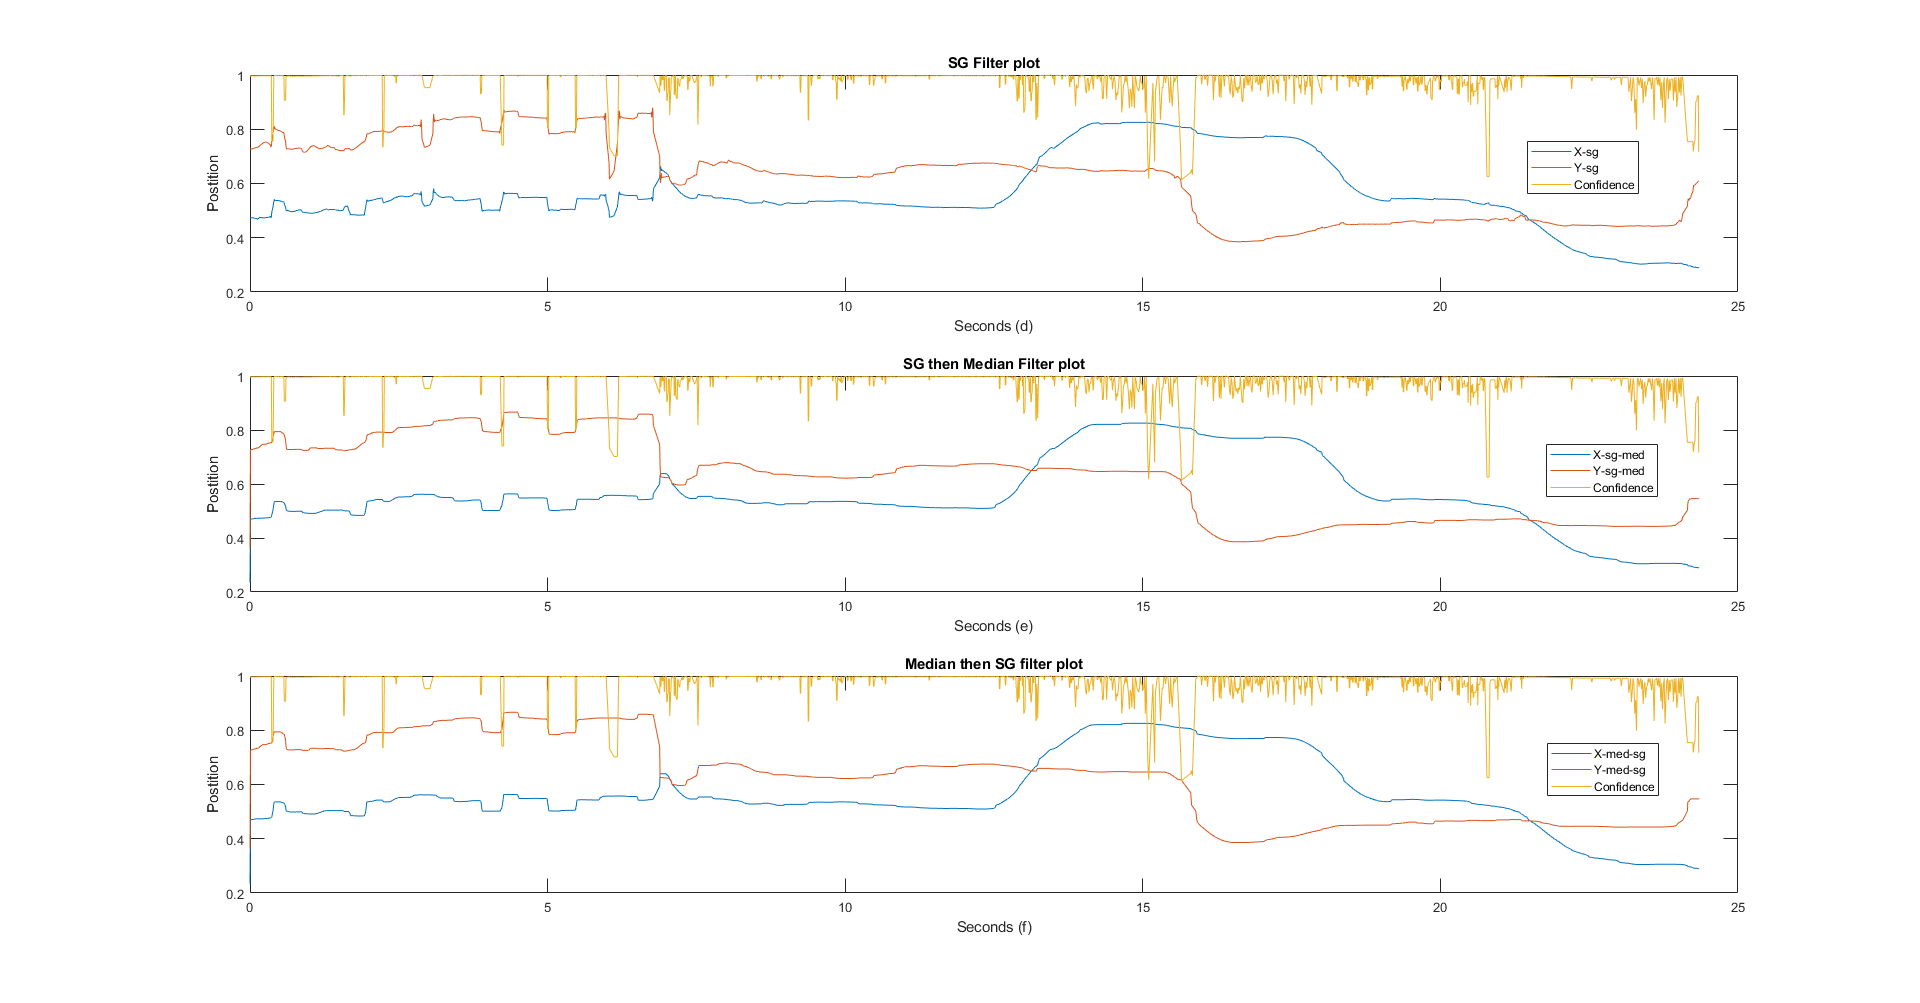 SG Filter plot
1
0.8
0.6
0.4
0.2
Postition
X-sg
Y-sg
Confidence
0 5 10 15 20 25
Seconds (d)
SG then Median Filter plot
1
0.8
0.6
0.4
0.2
Postition
X-sg-med
Y-sg-med
Confidence
0 5 10 15 20 25
Seconds (e)
Median then SG filter plot
1
0.8
0.6
0.4
0.2
Postition
X-med-sg
Y-med-sg
Confidence
0 5 10 15 20 25
Seconds (f)